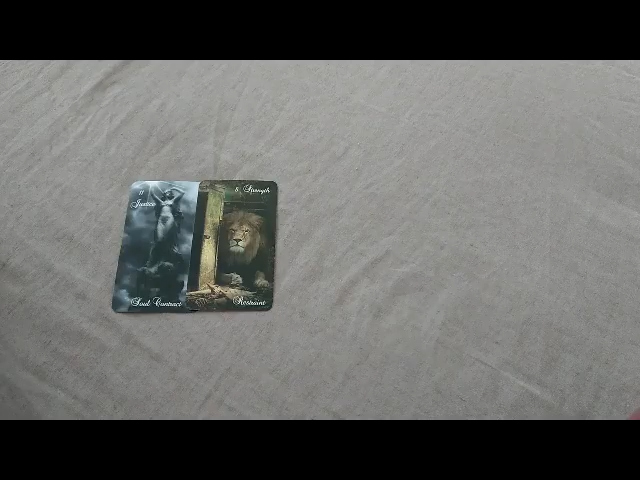 11
Justice
Soul Contract
8 Strength
Restraint